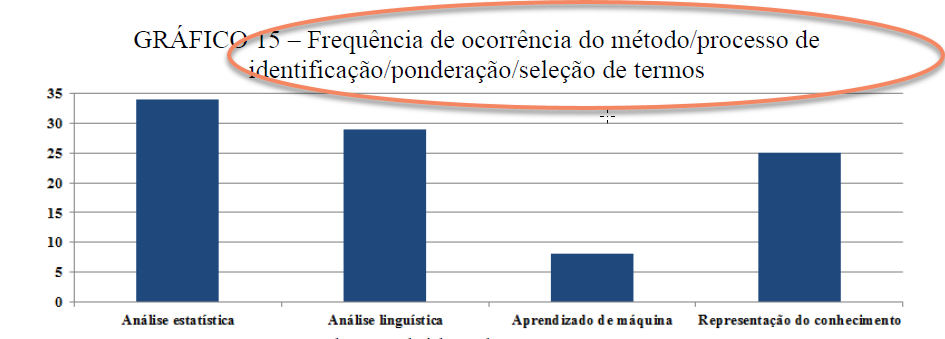 GRÁFICO 15 – Frequência de ocorrência do método/processo de
identificação/ponderação/seleção de termos
35
30
25
20
15
10
5
0
Análise estatística
Análise linguística
Aprendizado de máquina
Representação do conhecimento